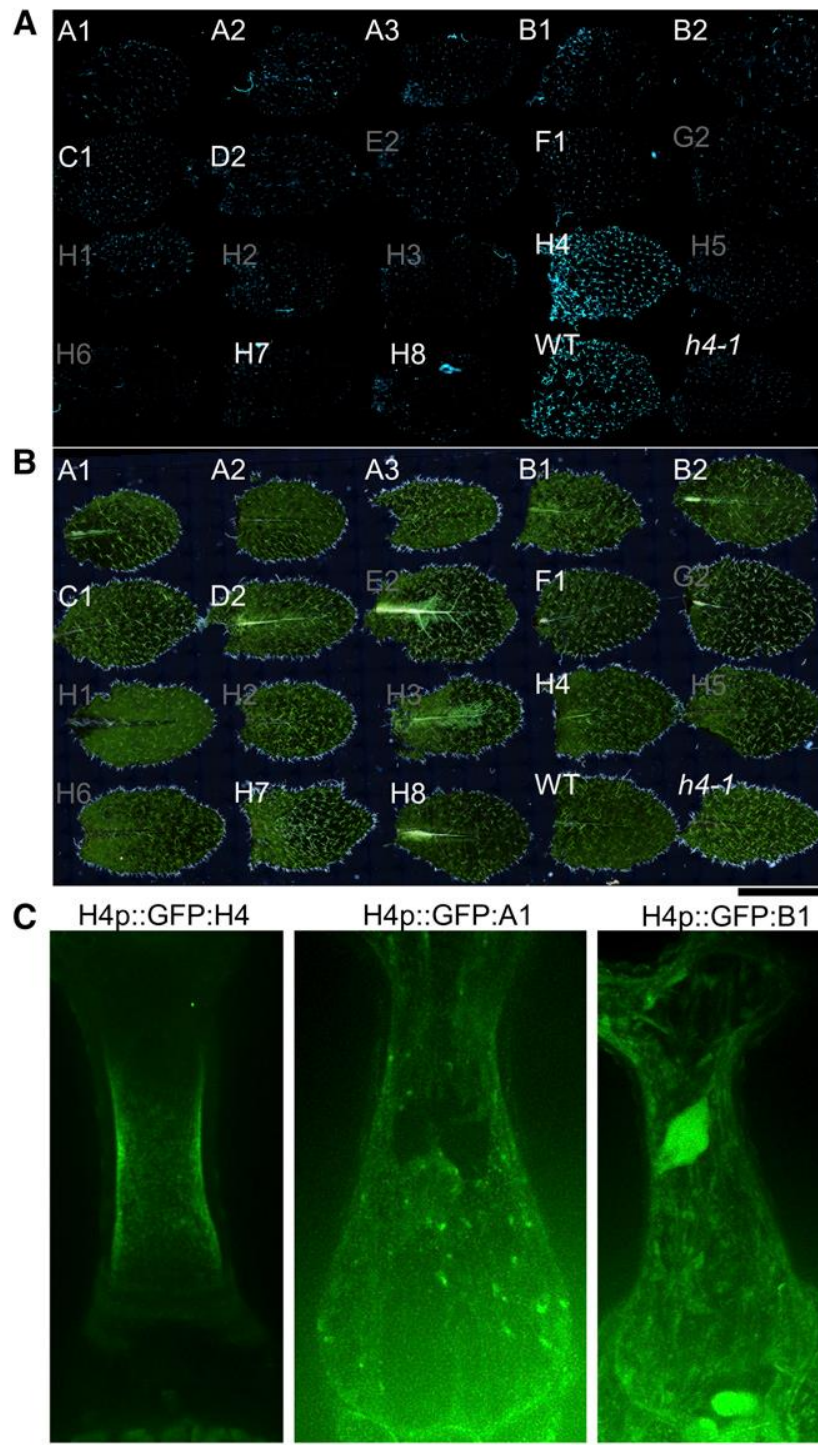 A
A1 A2 A3 B1 B2
C1 D2 E2 F1 G2
H1 H2 H3 H4 H5
H6 H7 H8 WT h4-1
B
A1 A2 A3 B1 B2
C1 D2 E2 F1 G2
H1 H2 H3 H4 H5
H6 H7 H8 WT h4-1
C
H4p::GFP:H4 H4p::GFP:A1 H4p::GFP:B1